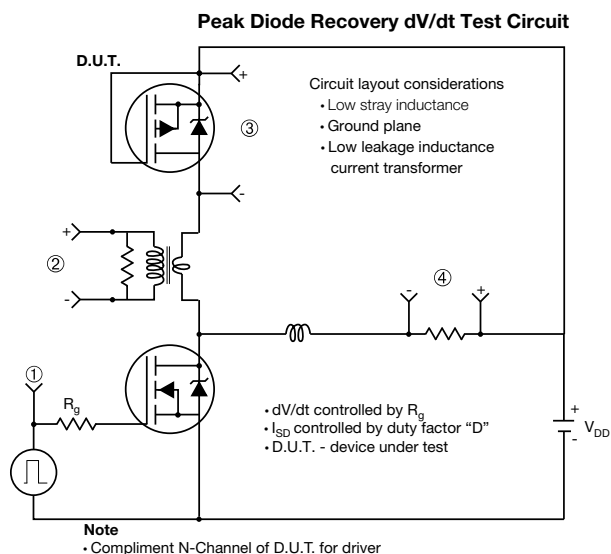 Peak Diode Recovery dV/dt Test Circuit
D.U.T.
+
③
-
Circuit layout considerations
• Low stray inductance
• Ground plane
• Low leakage inductance
current transformer
+
②
-
④
- +
①
Rg
• dV/dt controlled by Rg
• ISD controlled by duty factor “D”
• D.U.T. - device under test
+
VDD
-
Note
• Compliment N-Channel of D.U.T. for driver